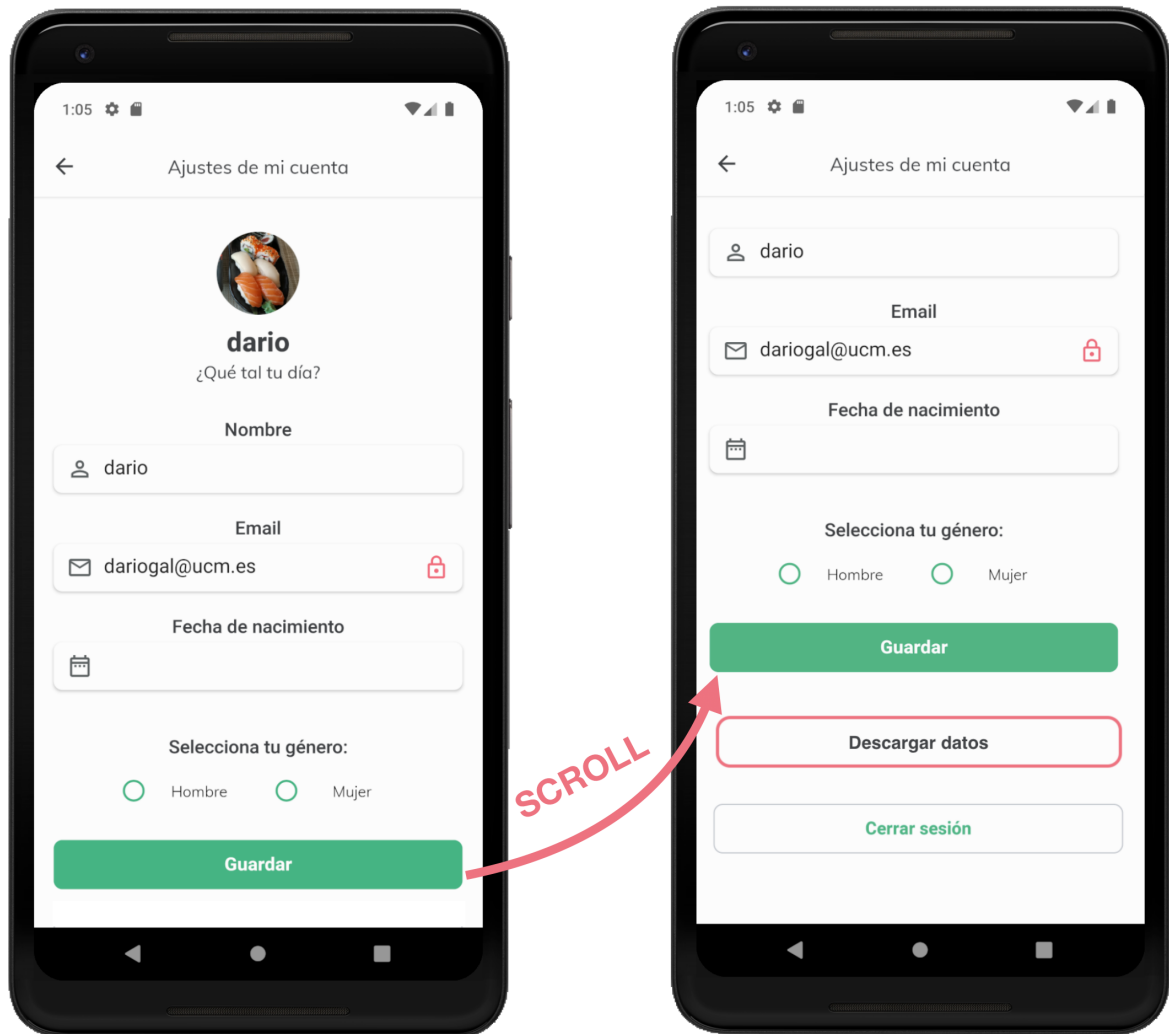 1:05
Ajustes de mi cuenta
dario
¿Qué tal tu día?
Nombre
dario
Email
dariogal@ucm.es
Fecha de nacimiento
Selecciona tu género:
Hombre Mujer
Guardar
SCROLL
1:05
Ajustes de mi cuenta
dario
Email
dariogal@ucm.es
Fecha de nacimiento
Selecciona tu género:
Hombre Mujer
Guardar
Descargar datos
Cerrar sesión